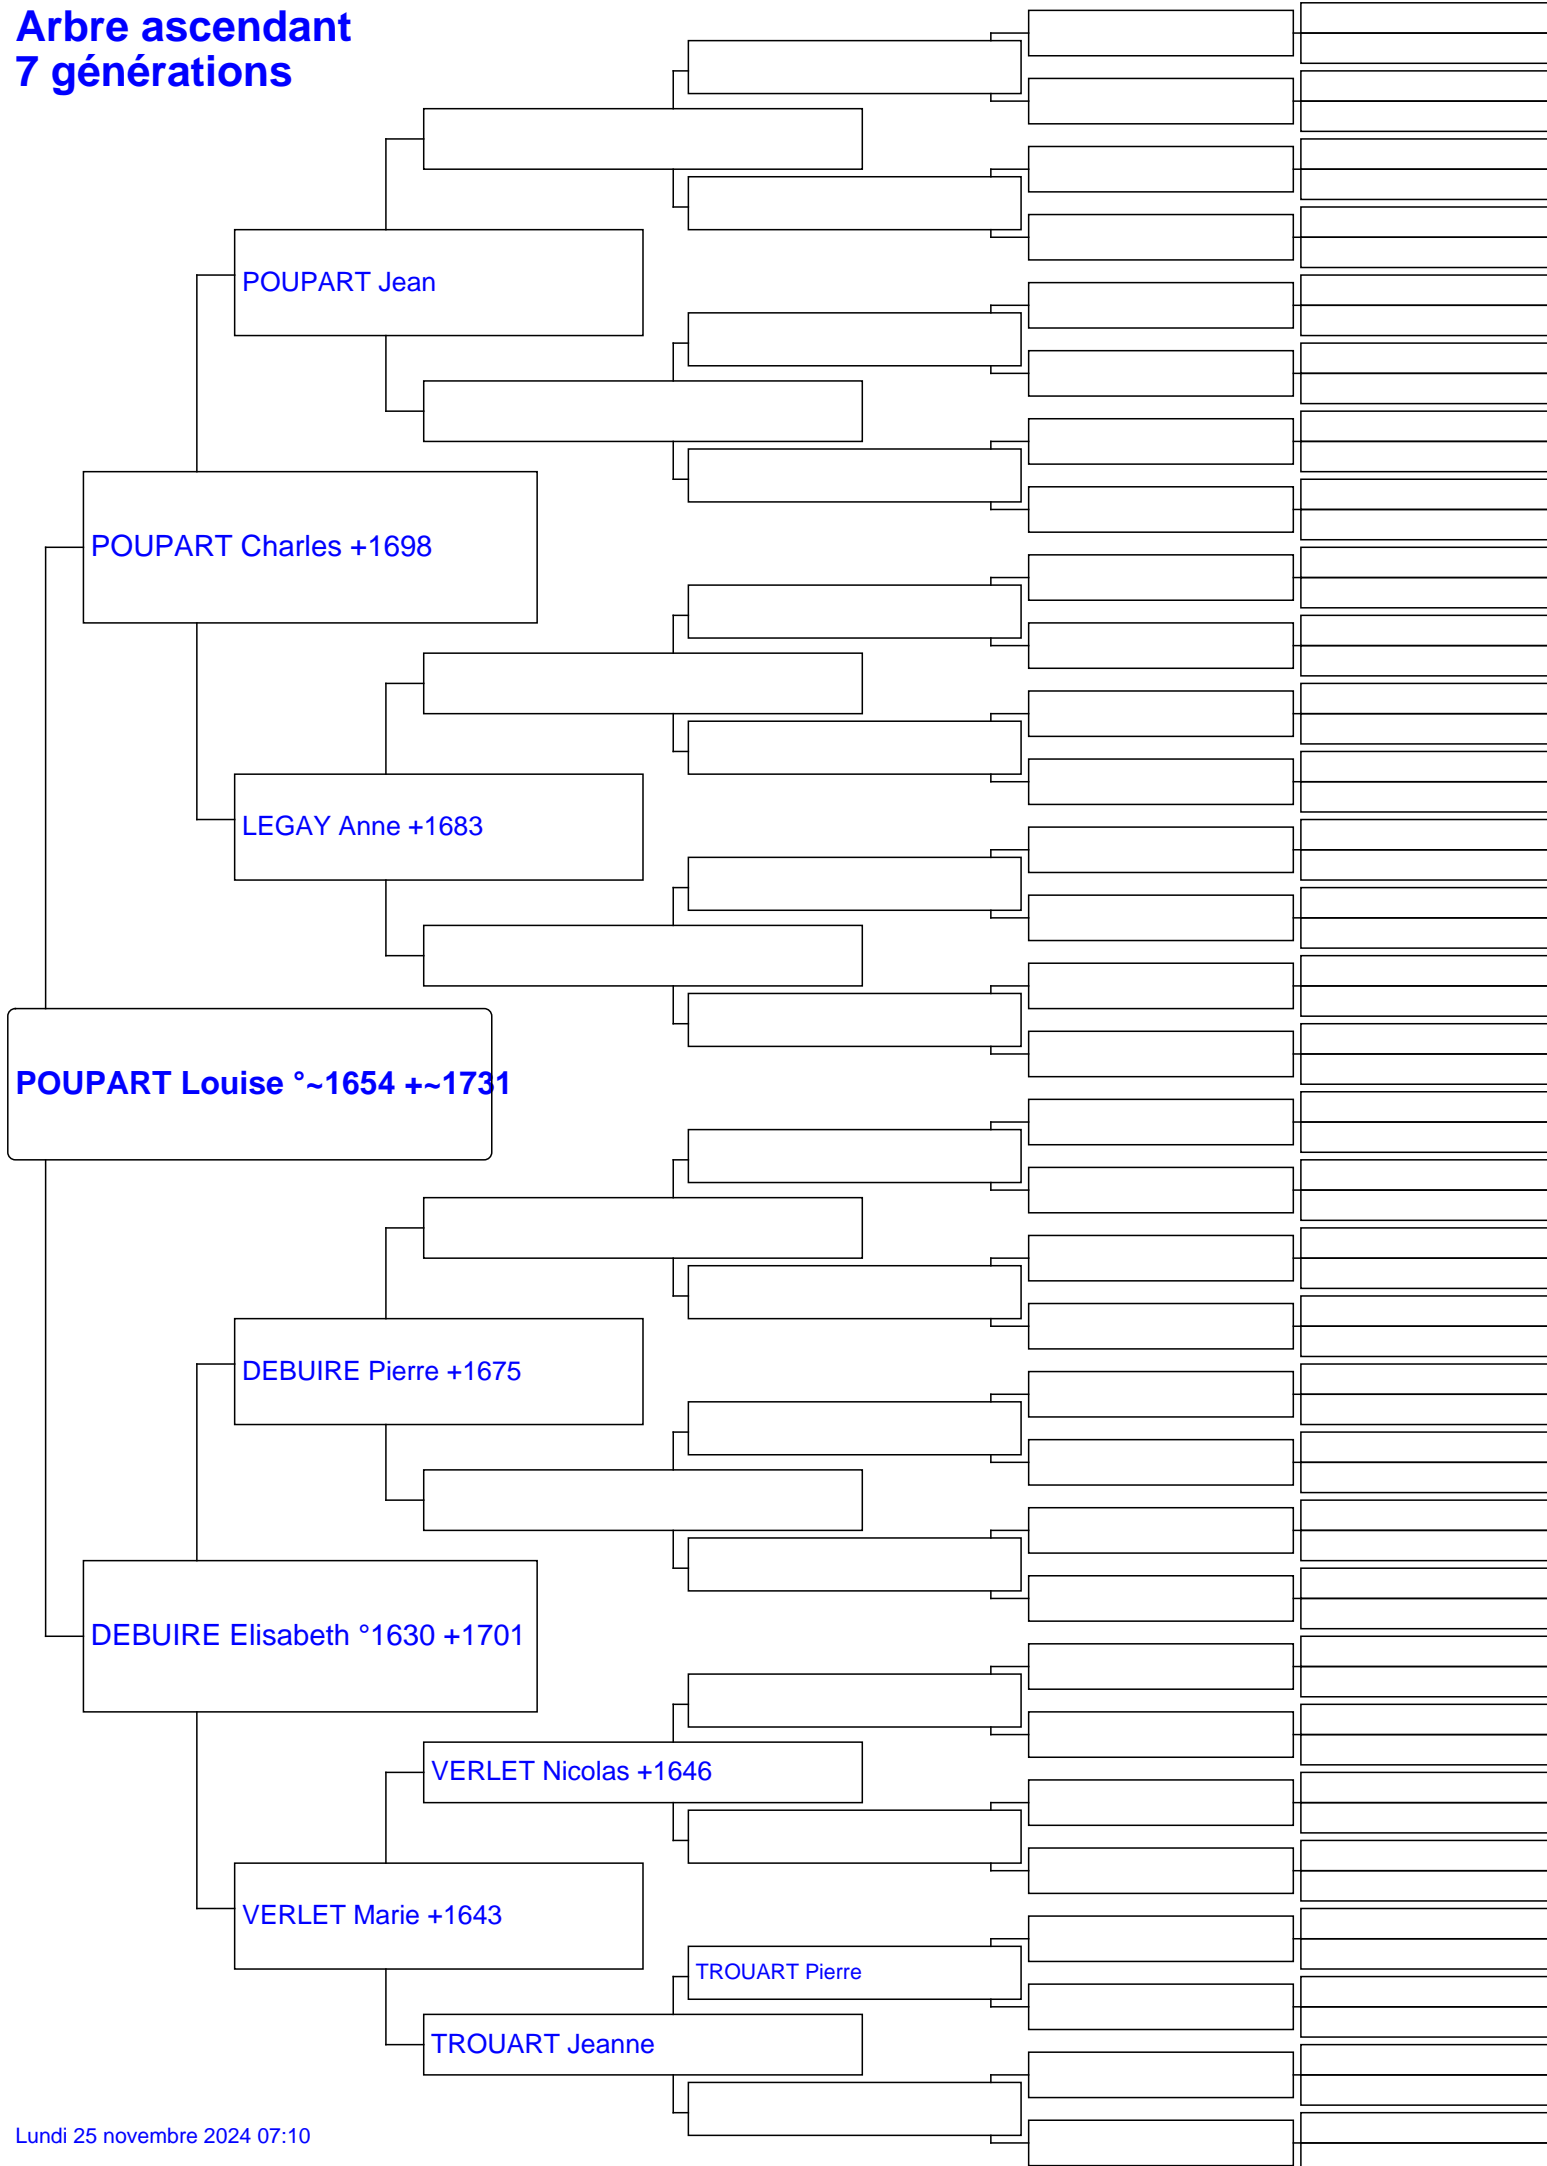 Arbre ascendant
7 générations
POUPART Jean
POUPART Charles +1698
LEGAY Anne +1683
POUPART Louise °~1654 +~1731
DEBUIRE Pierre +1675
DEBUIRE Elisabeth °1630 +1701
VERLET Nicolas +1646
VERLET Marie +1643
TROUART Pierre
TROUART Jeanne
Lundi 25 novembre 2024 07:10